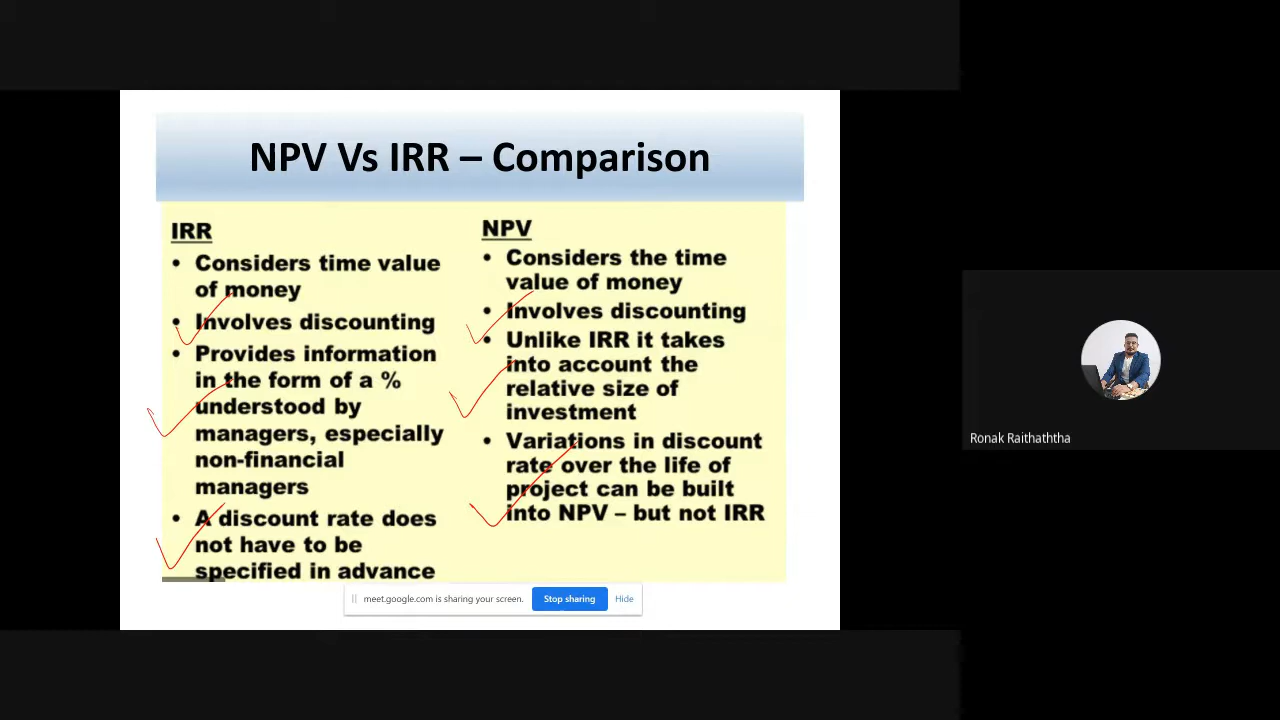 NPV Vs IRR – Comparison
IRR
• Considers time value
of money
• Involves discounting
• Provides information
in the form of a %
understood by
managers, especially
non-financial
managers
• A discount rate does
not have to be
specified in advance
NPV
• Considers the time
value of money
• Involves discounting
• Unlike IRR it takes
into account the
relative size of
investment
• Variations in discount
rate over the life of
project can be built
into NPV – but not IRR
meet.google.com is sharing your screen.
Stop sharing
Hide
Ronak Raithaththa